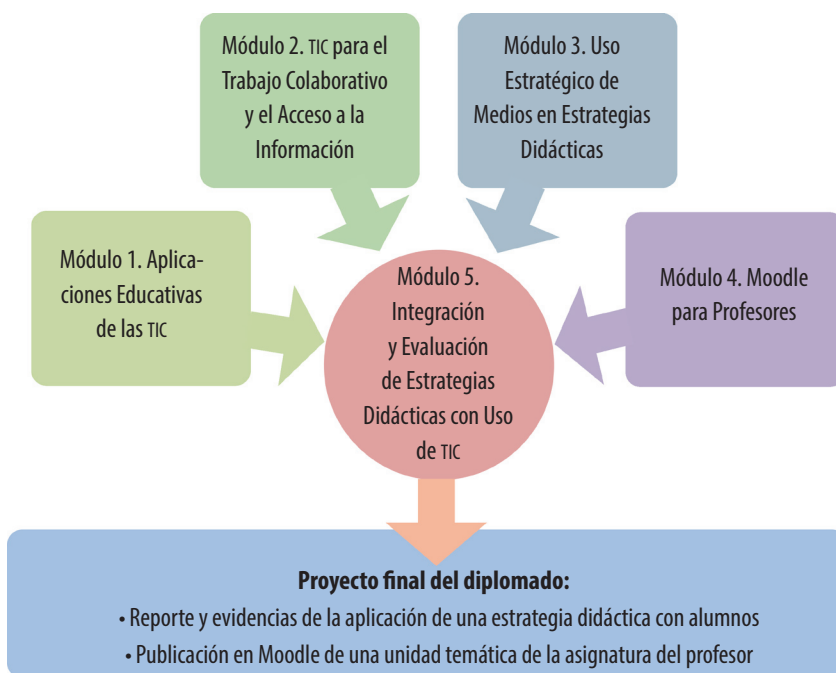 Módulo 1. Aplica-
ciones Educativas
de las TIC
Módulo 2. TIC para el
Trabajo Colaborativo
y el Acceso a la
Información
Módulo 3. Uso
Estratégico de
Medios en Estrategias
Didácticas
Módulo 4. Moodle
para Profesores
Módulo 5.
Integración
y Evaluación
de Estrategias
Didácticas con Uso
de TIC
Proyecto final del diplomado:
• Reporte y evidencias de la aplicación de una estrategia didáctica con alumnos
• Publicación en Moodle de una unidad temática de la asignatura del profesor